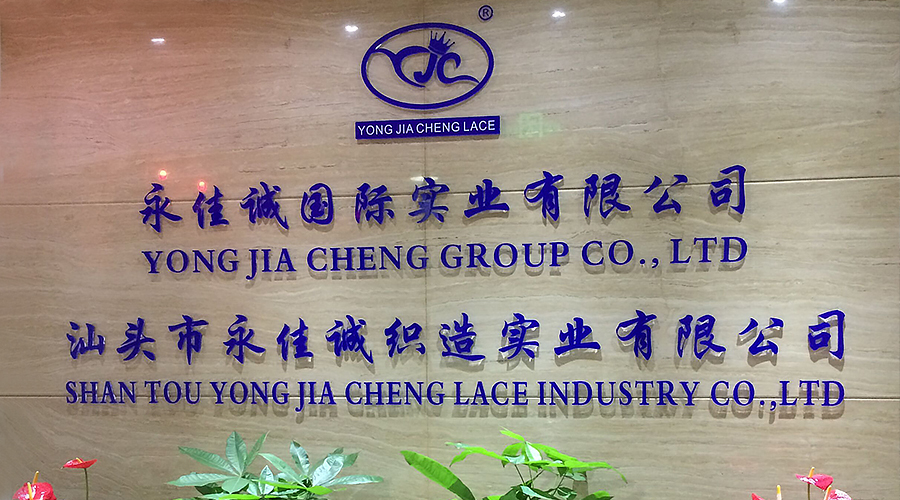 ®
YJC
YONG JIA CHENG LACE
永佳诚国际实业有限公司
YONG JIA CHENG GROUP CO., LTD
汕头市永佳诚织造实业有限公司
SHAN TOU YONG JIA CHENG LACE INDUSTRY CO.,LTD